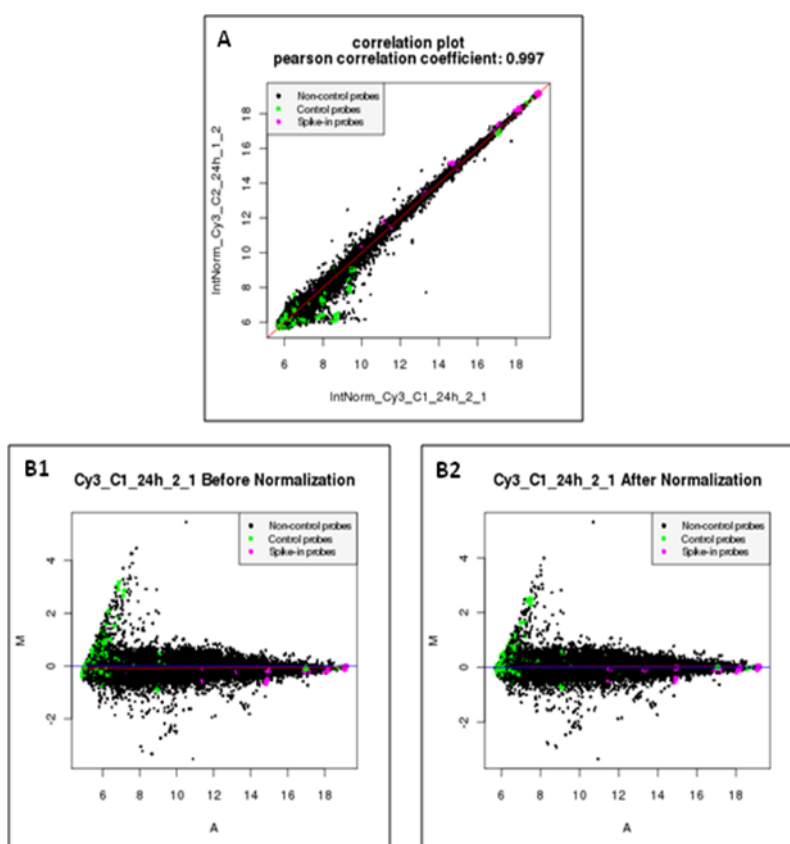 A
correlation plot
pearson correlation coefficient: 0.997
Non-control probes
Control probes
Spike-in probes
IntNorm_Cy3_C2_24h_1_2
18
16
14
12
10
8
6
6 8 10 12 14 16 18
IntNorm_Cy3_C1_24h_2_1
B1
Cy3_C1_24h_2_1 Before Normalization
Non-control probes
Control probes
Spike-in probes
M
4
2
0
-2
6 8 10 12 14 16 18
A
B2
Cy3_C1_24h_2_1 After Normalization
Non-control probes
Control probes
Spike-in probes
M
4
2
0
-2
6 8 10 12 14 16 18
A